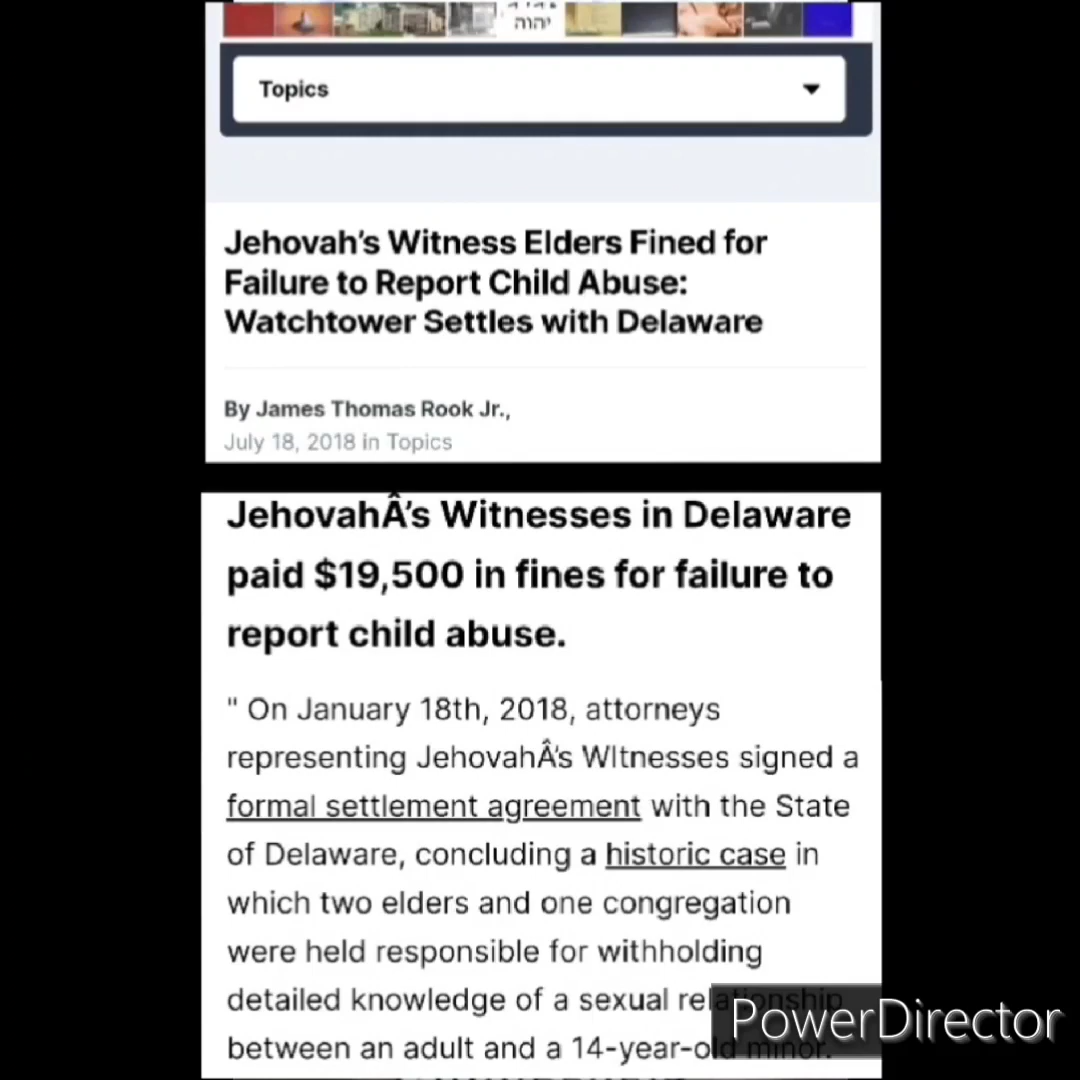 יהוה
Topics
Jehovah's Witness Elders Fined for
Failure to Report Child Abuse:
Watchtower Settles with Delaware
By James Thomas Rook Jr.,
July 18, 2018 in Topics
JehovahÂ's Witnesses in Delaware
paid $19,500 in fines for failure to
report child abuse.
" On January 18th, 2018, attorneys
representing JehovahÂ's WItnesses signed a
formal settlement agreement with the State
of Delaware, concluding a historic case in
which two elders and one congregation
were held responsible for withholding
detailed knowledge of a sexual relationship
between an adult and a 14-year-old minor.
PowerDirector